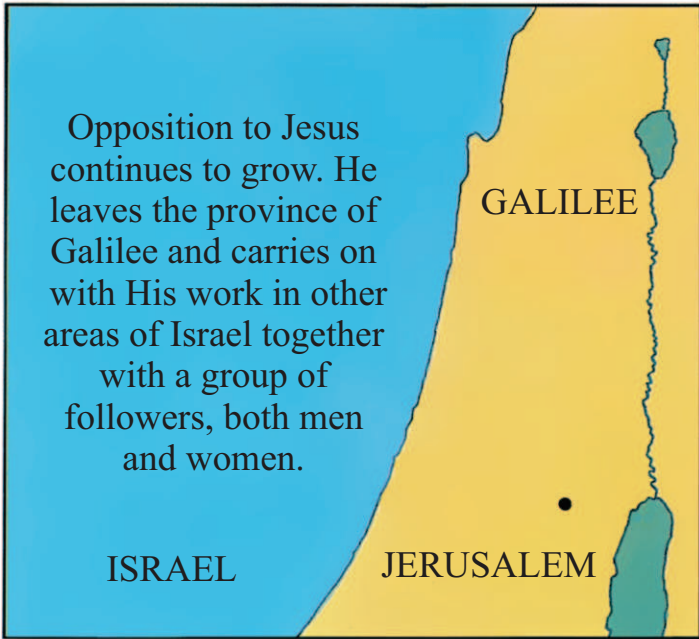 Opposition to Jesus
continues to grow. He
leaves the province of
Galilee and carries on
with His work in other
areas of Israel together
with a group of
followers, both men
and women.
GALILEE
ISRAEL
JERUSALEM